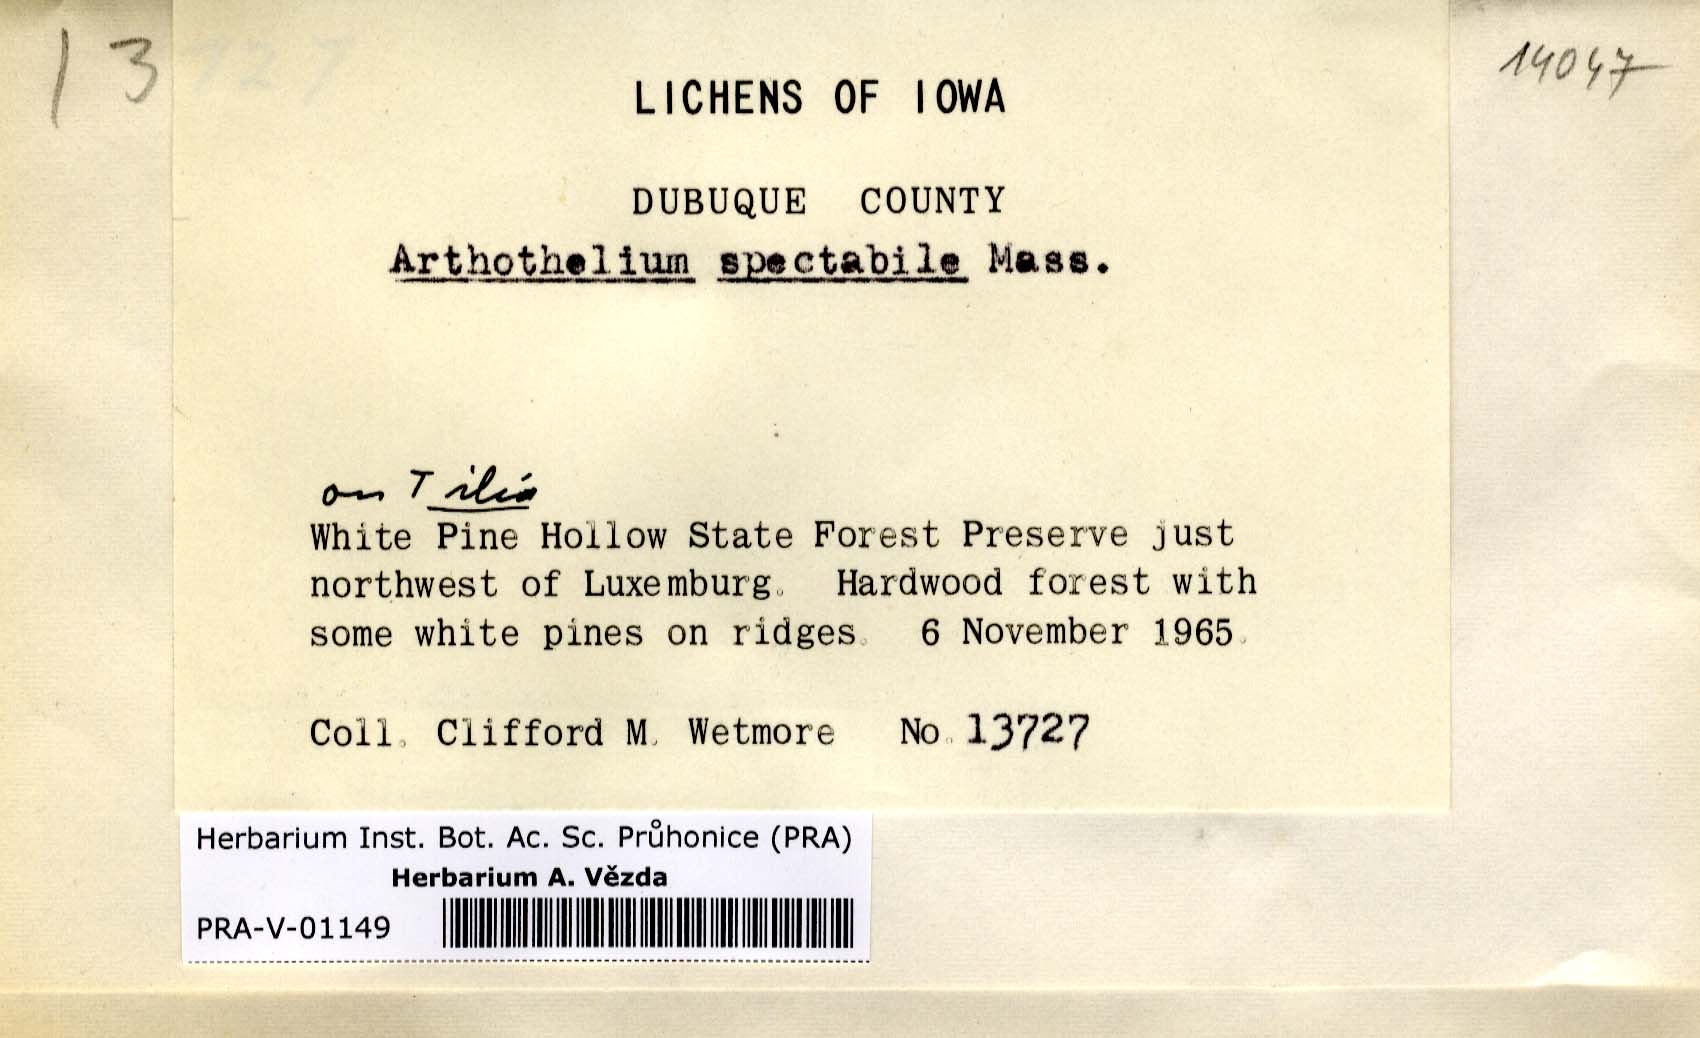 13727
14047
LICHENS OF IOWA
DUBUQUE COUNTY
Arthothelium spectabile Mass.
on Tilia
White Pine Hollow State Forest Preserve just
northwest of Luxemburg. Hardwood forest with
some white pines on ridges. 6 November 1965.
Coll. Clifford M. Wetmore No. 13727
Herbarium Inst. Bot. Ac. Sc. Průhonice (PRA)
Herbarium A. Vězda
PRA-V-01149